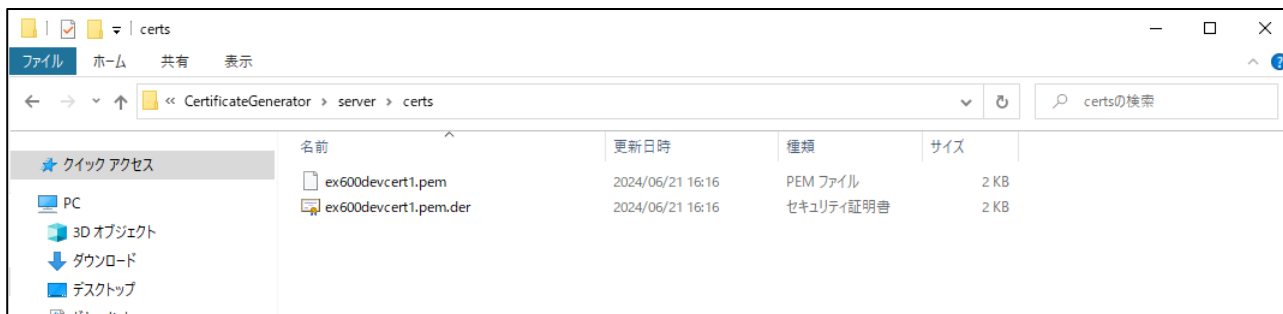 certs
ファイル ホーム 共有 表示
« CertificateGenerator › server › certs certsの検索
名前 更新日時 種類 サイズ
クイック アクセス
ex600devcert1.pem 2024/06/21 16:16 PEM ファイル 2 KB
PC
ex600devcert1.pem.der 2024/06/21 16:16 セキュリティ証明書 2 KB
3D オブジェクト
ダウンロード
デスクトップ